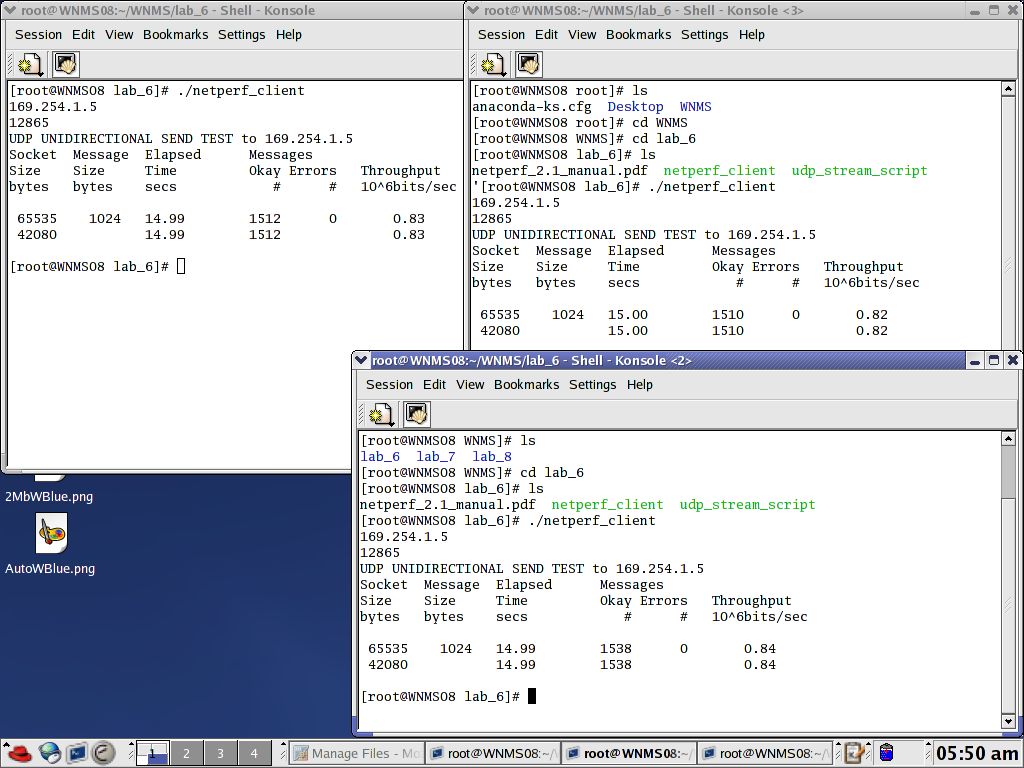 root@WNMS08:~/WNMS/lab_6 - Shell - Konsole
Session Edit View Bookmarks Settings Help
[root@WNMS08 lab_6]# ./netperf_client
169.254.1.5
12865
UDP UNIDIRECTIONAL SEND TEST to 169.254.1.5
Socket Message Elapsed Messages
Size Size Time Okay Errors Throughput
bytes bytes secs # # 10^6bits/sec
65535 1024 14.99 1512 0 0.83
42080 14.99 1512 0.83
[root@WNMS08 lab_6]#
root@WNMS08:~/WNMS/lab_6 - Shell - Konsole <3>
Session Edit View Bookmarks Settings Help
[root@WNMS08 root]# ls
anaconda-ks.cfg Desktop WNMS
[root@WNMS08 root]# cd WNMS
[root@WNMS08 WNMS]# cd lab_6
[root@WNMS08 lab_6]# ls
netperf_2.1_manual.pdf netperf_client udp_stream_script
'[root@WNMS08 lab_6]# ./netperf_client
169.254.1.5
12865
UDP UNIDIRECTIONAL SEND TEST to 169.254.1.5
Socket Message Elapsed Messages
Size Size Time Okay Errors Throughput
bytes bytes secs # # 10^6bits/sec
65535 1024 15.00 1510 0 0.82
42080 15.00 1510 0.82
root@WNMS08:~/WNMS/lab_6 - Shell - Konsole <2>
Session Edit View Bookmarks Settings Help
[root@WNMS08 WNMS]# ls
lab_6 lab_7 lab_8
[root@WNMS08 WNMS]# cd lab_6
[root@WNMS08 lab_6]# ls
netperf_2.1_manual.pdf netperf_client udp_stream_script
[root@WNMS08 lab_6]# ./netperf_client
169.254.1.5
12865
UDP UNIDIRECTIONAL SEND TEST to 169.254.1.5
Socket Message Elapsed Messages
Size Size Time Okay Errors Throughput
bytes bytes secs # # 10^6bits/sec
65535 1024 14.99 1538 0 0.84
42080 14.99 1538 0.84
[root@WNMS08 lab_6]#
2MbWBlue.png
AutoWBlue.png
1 2 3 4 Manage Files - Mo root@WNMS08:~/ root@WNMS08:~/ root@WNMS08:~/ 05:50 am